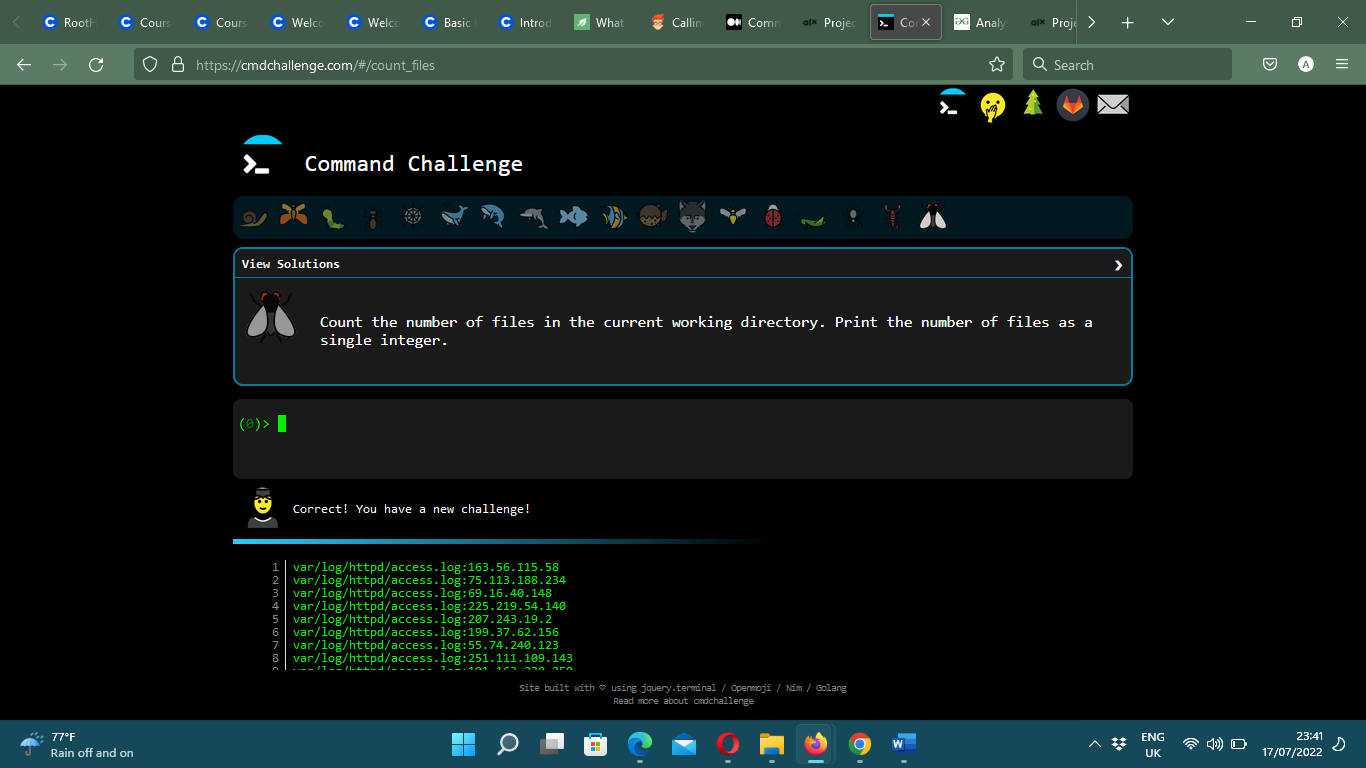 RootH
Cours
Cours
Welco
Welco
Basic
Introd
What
Callin
Comm
alx Projec
Co
Analy
alx Proje
https://cmdchallenge.com/#/count_files
Search
A
Command Challenge
View Solutions
Count the number of files in the current working directory. Print the number of files as a
single integer.
(0)>
Correct! You have a new challenge!
1 var/log/httpd/access.log:163.56.115.58
2 var/log/httpd/access.log:75.113.188.234
3 var/log/httpd/access.log:69.16.40.148
4 var/log/httpd/access.log:225.219.54.140
5 var/log/httpd/access.log:207.243.19.2
6 var/log/httpd/access.log:199.37.62.156
7 var/log/httpd/access.log:55.74.240.123
8 var/log/httpd/access.log:251.111.109.143
Site built with ♡ using jquery.terminal / Openmoji / Nim / Golang
Read more about cmdchallenge
77°F
Rain off and on
ENG
UK
23:41
17/07/2022